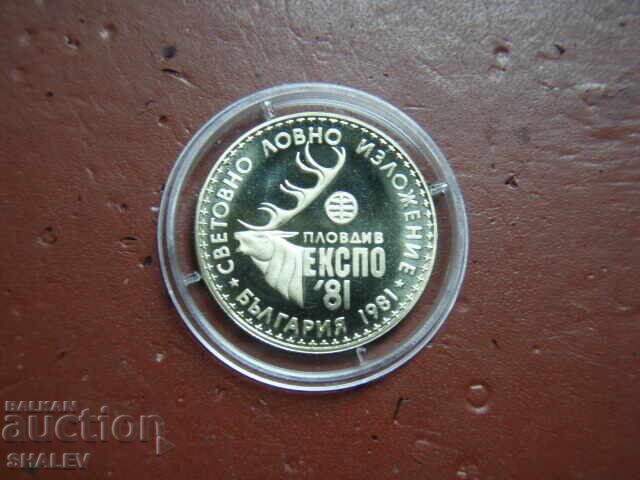 СВЕТОВНО ЛОВНО ИЗЛОЖЕНИЕ
ПЛОВДИВ
ЕКСПО
'81
БЪЛГАРИЯ 1981
BALKAN
auction
SHALEV